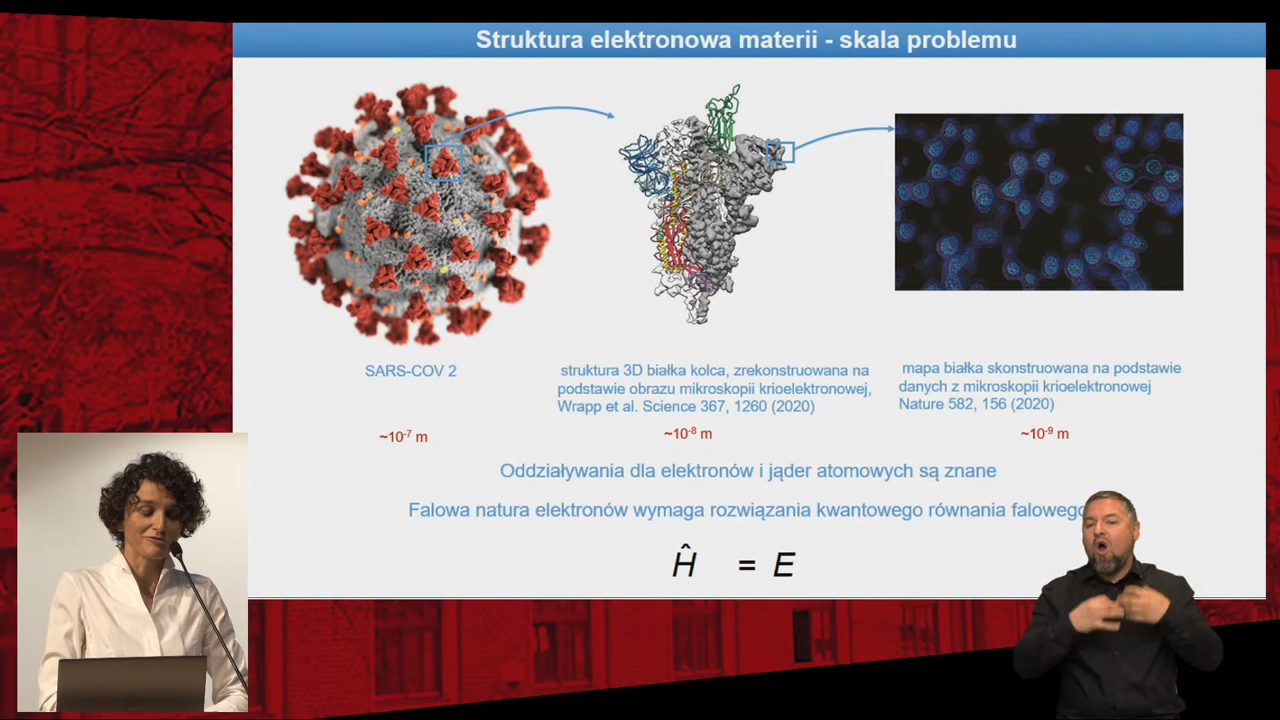 Struktura elektronowa materii - skala problemu
SARS-COV 2
struktura 3D białka kolca, zrekonstruowana na
podstawie obrazu mikroskopii krioelektronowej,
Wrapp et al. Science 367, 1260 (2020)
mapa białka skonstruowana na podstawie
danych z mikroskopii krioelektronowej
Nature 582, 156 (2020)
~10⁻⁷ m
~10⁻⁸ m
~10⁻⁹ m
Oddziaływania dla elektronów i jąder atomowych są znane
Falowa natura elektronów wymaga rozwiązania kwantowego równania falowego
Ĥ = E